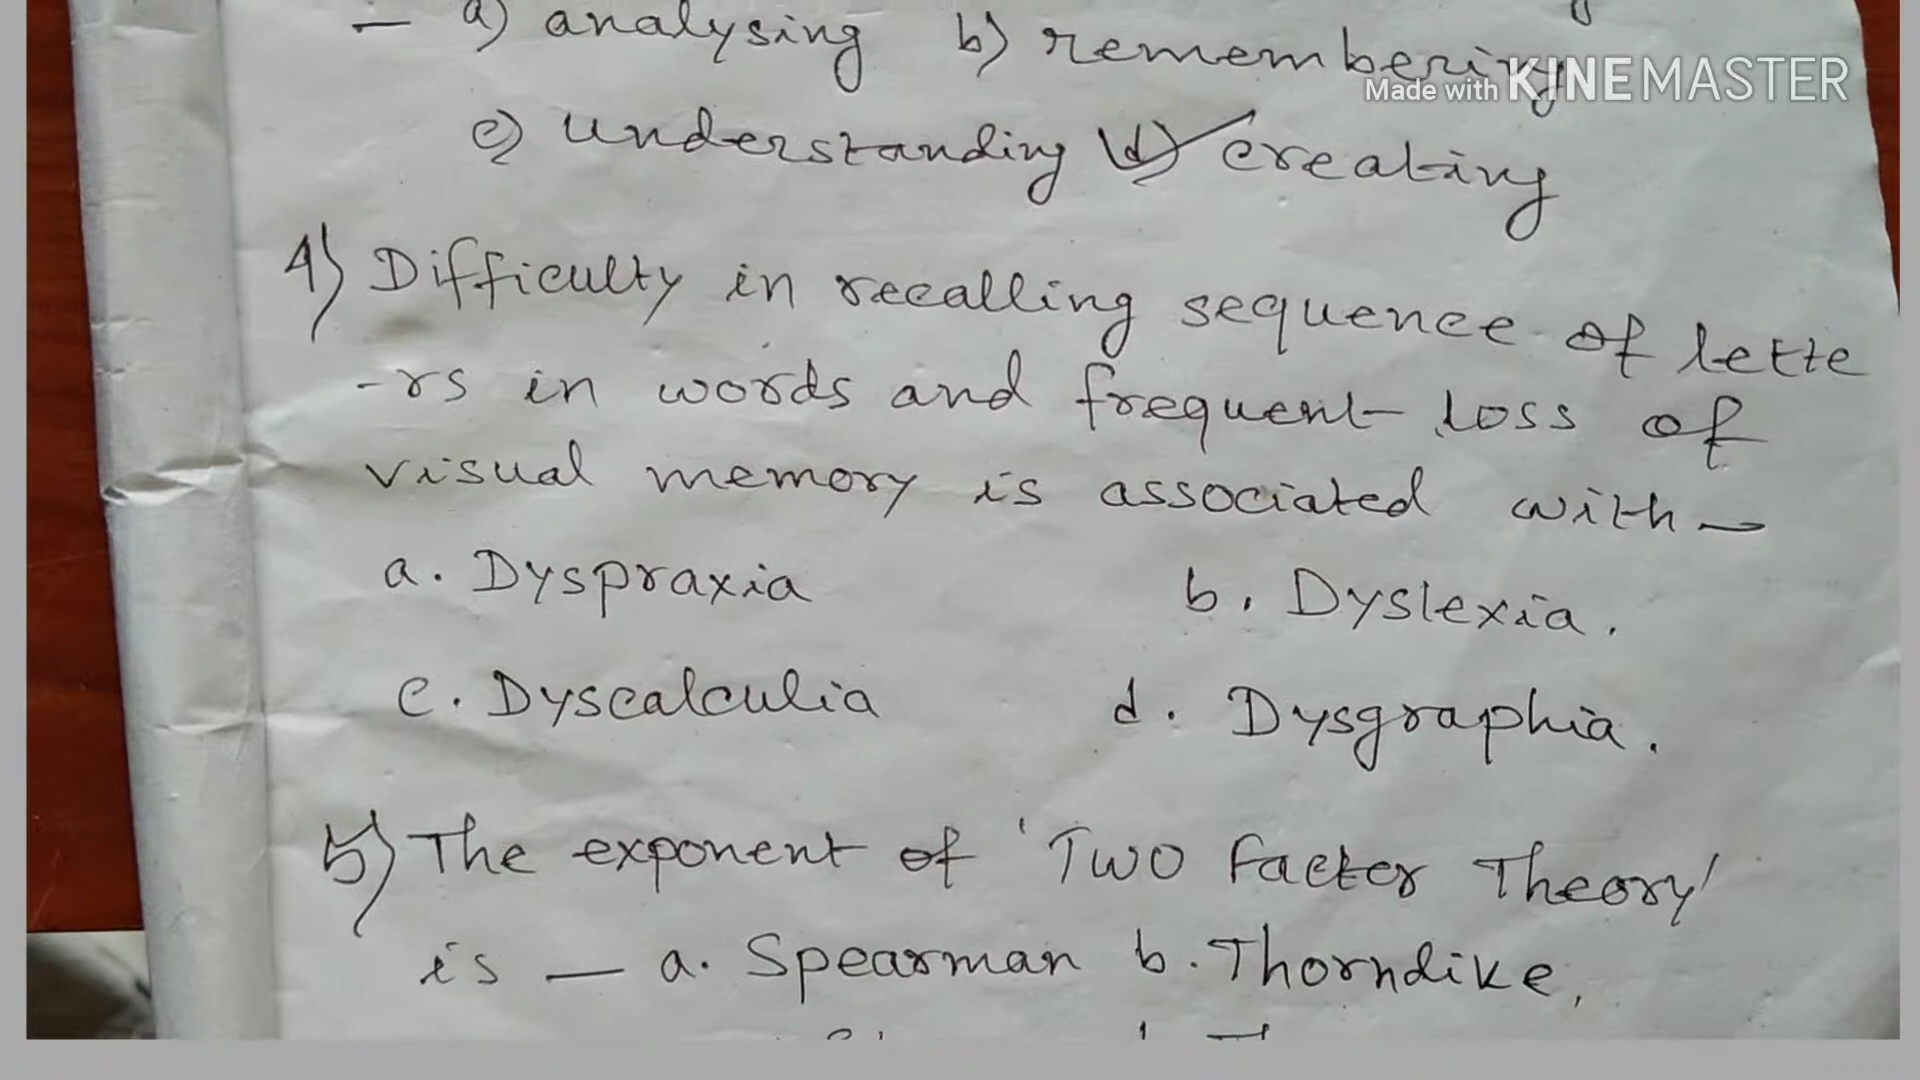 — a) analysing b) remembering
Made with KINEMASTER
c) understanding d) creating
4) Difficulty in recalling sequence of lette
-rs in words and frequent loss of
visual memory is associated with —
a. Dyspraxia b. Dyslexia.
c. Dyscalculia d. Dysgraphia.
5) The exponent of 'Two Factor Theory'
is — a. Spearman b. Thorndike,